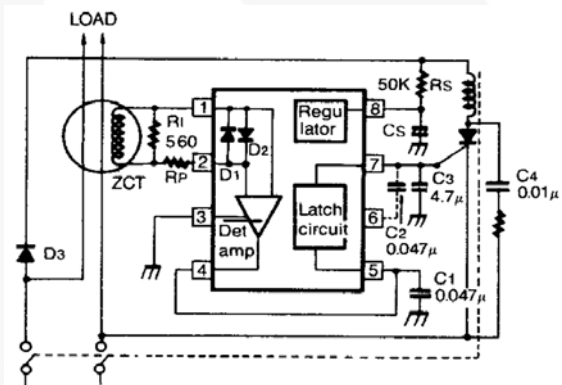 LOAD
50K RS
1
8
Regu
lator
RI
560
D2
CS
2
7
D1
RP
ZCT
C3
4.7μ
C4
0.01μ
3
Det
amp
Latch
circuit
6
C2
0.047μ
D3
4
5
C1
0.047μ